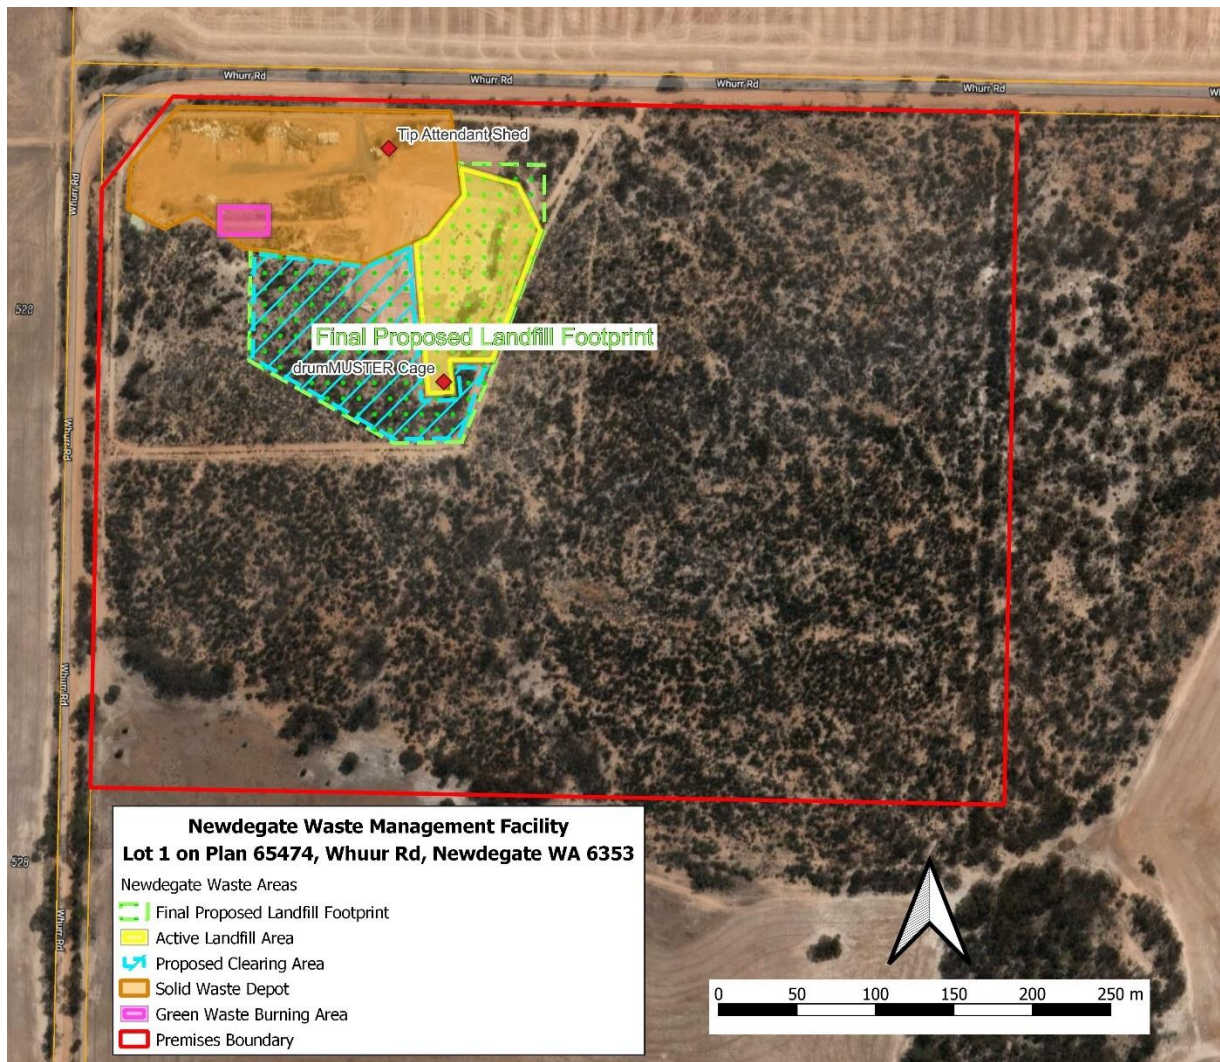 Whurr Rd
Whurr Rd
Whurr Rd
Whurr Rd
Tip Attendant Shed
Whurr Rd
528
Final Proposed Landfill Footprint
drumMUSTER Cage
Whurr Rd
Whurr Rd
528
Whurr Rd
Newdegate Waste Management Facility
Lot 1 on Plan 65474, Whuur Rd, Newdegate WA 6353
Newdegate Waste Areas
Final Proposed Landfill Footprint
Active Landfill Area
Proposed Clearing Area
Solid Waste Depot
Green Waste Burning Area
Premises Boundary
0 50 100 150 200 250 m